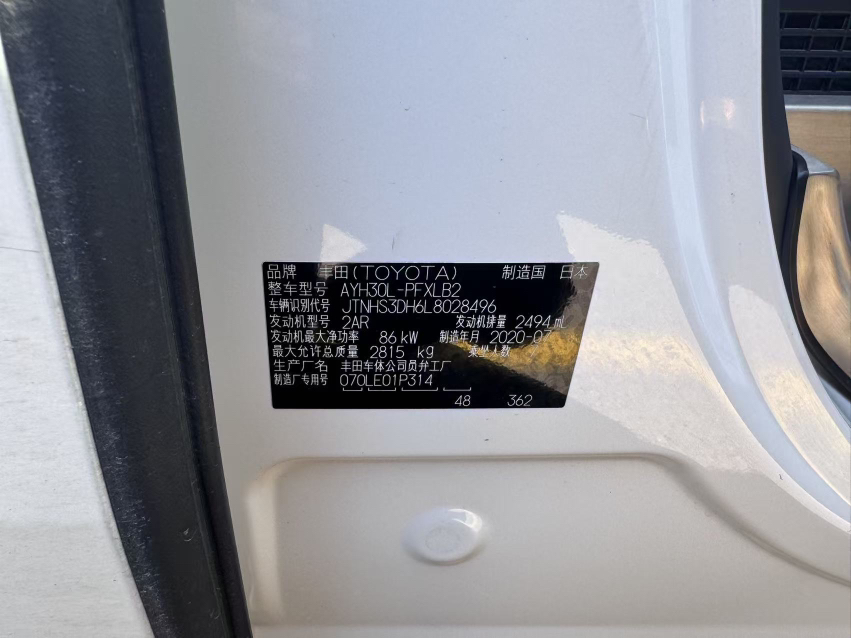 品牌 丰田(TOYOTA) 制造国 日本
整车型号 AYH30L-PFXLB2
车辆识别代号 JTNHS3DH6L8028496
发动机型号 2AR 发动机排量 2494 mL
发动机最大净功率 86 kW 制造年月 2020-07
最大允许总质量 2815 kg 乘坐人数
生产厂名 丰田车体公司员弁工厂
制造厂专用号 070LE01P314
48 362